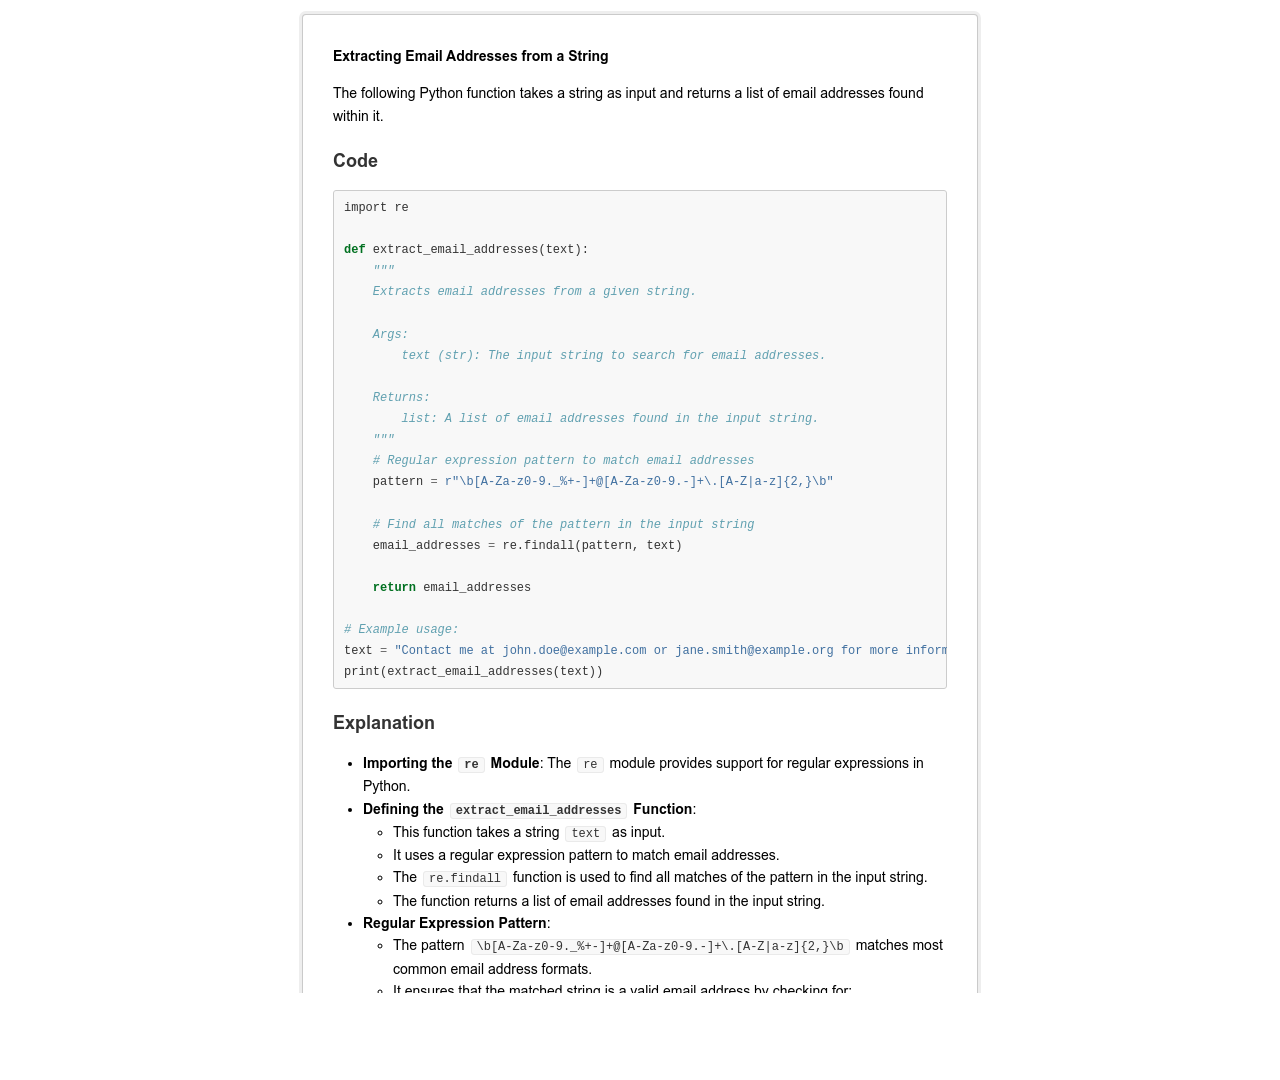 Extracting Email Addresses from a String
The following Python function takes a string as input and returns a list of email addresses found
within it.
Code
import re
def extract_email_addresses(text):
"""
Extracts email addresses from a given string.
Args:
text (str): The input string to search for email addresses.
Returns:
list: A list of email addresses found in the input string.
"""
# Regular expression pattern to match email addresses
pattern = r"\b[A-Za-z0-9._%+-]+@[A-Za-z0-9.-]+\.[A-Z|a-z]{2,}\b"
# Find all matches of the pattern in the input string
email_addresses = re.findall(pattern, text)
return email_addresses
# Example usage:
text = "Contact me at john.doe@example.com or jane.smith@example.org for more inform
print(extract_email_addresses(text))
Explanation
• Importing the re Module: The re module provides support for regular expressions in
Python.
• Defining the extract_email_addresses Function:
◦ This function takes a string text as input.
◦ It uses a regular expression pattern to match email addresses.
◦ The re.findall function is used to find all matches of the pattern in the input string.
◦ The function returns a list of email addresses found in the input string.
• Regular Expression Pattern:
◦ The pattern \b[A-Za-z0-9._%+-]+@[A-Za-z0-9.-]+\.[A-Z|a-z]{2,}\b matches most
common email address formats.
◦ It ensures that the matched string is a valid email address by checking for: